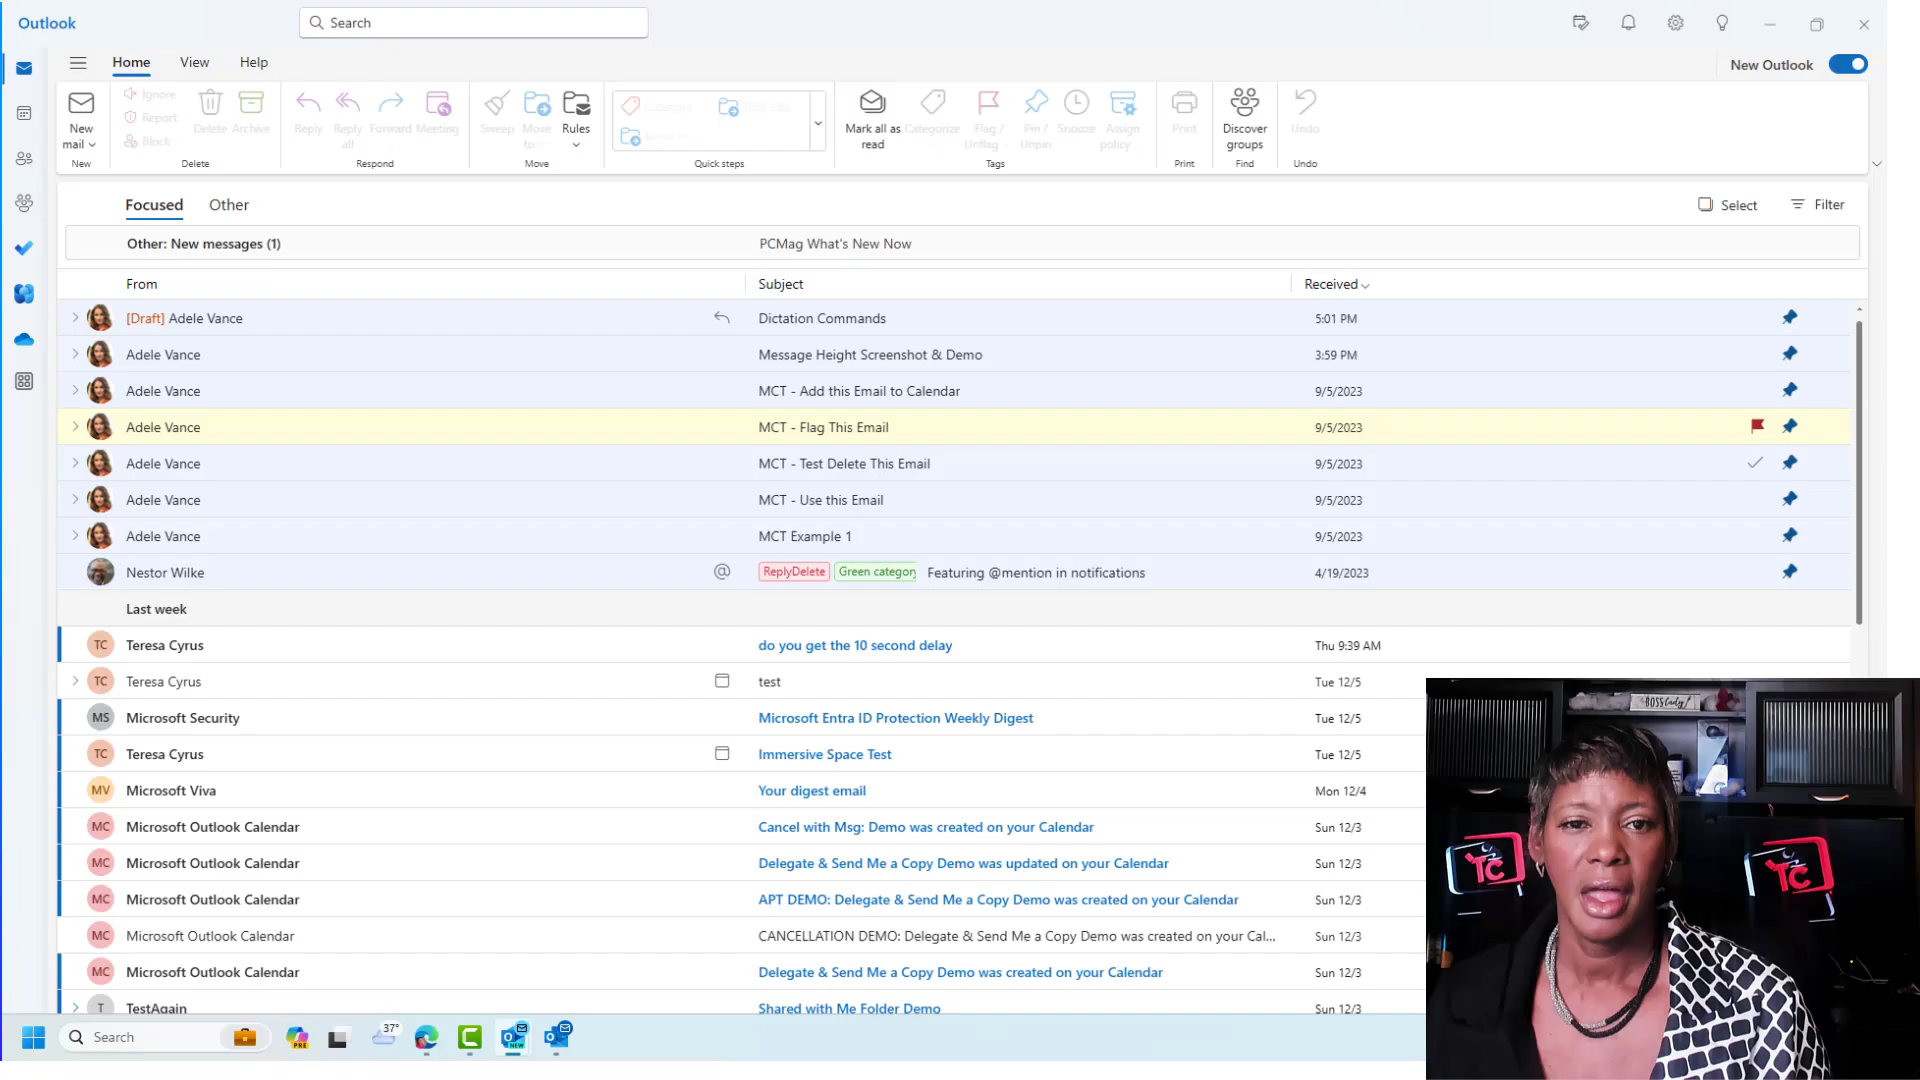 Outlook
Search
Home View Help
New Outlook
New mail
Ignore
Report
Block
Delete
Archive
Reply
Reply all
Forward
Meeting
Sweep
Move to
Rules
Mark all as read
Categorize
Flag / Unflag
Pin / Unpin
Snooze
Assign policy
Print
Discover groups
Undo
New Delete Respond Move Quick steps Tags Print Find Undo
Focused Other Select Filter
Other: New messages (1) PCMag What's New Now
From Subject Received
[Draft] Adele Vance Dictation Commands 5:01 PM
Adele Vance Message Height Screenshot & Demo 3:59 PM
Adele Vance MCT - Add this Email to Calendar 9/5/2023
Adele Vance MCT - Flag This Email 9/5/2023
Adele Vance MCT - Test Delete This Email 9/5/2023
Adele Vance MCT - Use this Email 9/5/2023
Adele Vance MCT Example 1 9/5/2023
Nestor Wilke @ ReplyDelete Green category Featuring @mention in notifications 4/19/2023
Last week
TC Teresa Cyrus do you get the 10 second delay Thu 9:39 AM
TC Teresa Cyrus test Tue 12/5
MS Microsoft Security Microsoft Entra ID Protection Weekly Digest Tue 12/5
TC Teresa Cyrus Immersive Space Test Tue 12/5
MV Microsoft Viva Your digest email Mon 12/4
MC Microsoft Outlook Calendar Cancel with Msg: Demo was created on your Calendar Sun 12/3
MC Microsoft Outlook Calendar Delegate & Send Me a Copy Demo was updated on your Calendar Sun 12/3
MC Microsoft Outlook Calendar APT DEMO: Delegate & Send Me a Copy Demo was created on your Calendar Sun 12/3
MC Microsoft Outlook Calendar CANCELLATION DEMO: Delegate & Send Me a Copy Demo was created on your Cal... Sun 12/3
MC Microsoft Outlook Calendar Delegate & Send Me a Copy Demo was created on your Calendar Sun 12/3
T TestAgain Shared with Me Folder Demo Sun 12/3
BOSS lady
TC TC
Search PRE 37° NEW